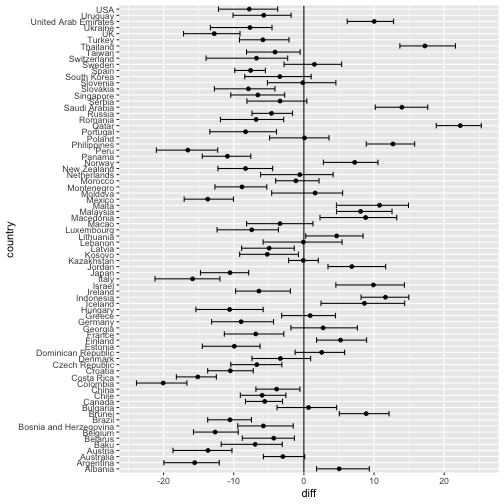 USA
Uruguay
United Arab Emirates
Ukraine
UK
Turkey
Thailand
Taiwan
Switzerland
Sweden
Spain
South Korea
Slovenia
Slovakia
Singapore
Serbia
Saudi Arabia
Russia
Romania
Qatar
Portugal
Poland
Philippines
Peru
Panama
Norway
New Zealand
Netherlands
Morocco
Montenegro
Moldova
Mexico
Malta
Malaysia
Macedonia
Macao
Luxembourg
Lithuania
Lebanon
Latvia
Kosovo
Kazakhstan
Jordan
Japan
Italy
Israel
Ireland
Indonesia
Iceland
Hungary
Greece
Germany
Georgia
France
Finland
Estonia
Dominican Republic
Denmark
Czech Republic
Croatia
Costa Rica
Colombia
China
Chile
Canada
Bulgaria
Brunei
Brazil
Bosnia and Herzegovina
Belgium
Belarus
Baku
Austria
Australia
Argentina
Albania
country
-20 -10 0 10 20
diff